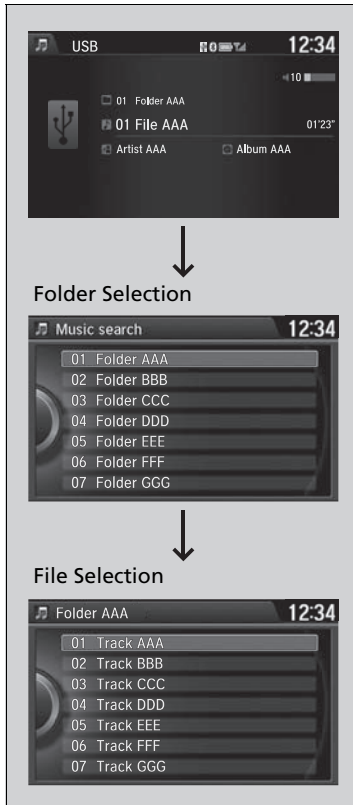 USB 12:34
10
01 Folder AAA
01 File AAA 01'23"
Artist AAA Album AAA
Folder Selection
Music search 12:34
01 Folder AAA
02 Folder BBB
03 Folder CCC
04 Folder DDD
05 Folder EEE
06 Folder FFF
07 Folder GGG
File Selection
Folder AAA 12:34
01 Track AAA
02 Track BBB
03 Track CCC
04 Track DDD
05 Track EEE
06 Track FFF
07 Track GGG